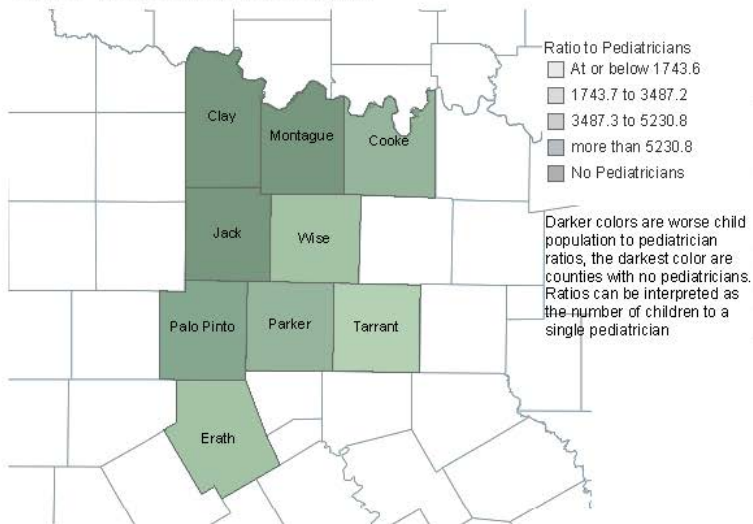 Ratio to Pediatricians
At or below 1743.6
1743.7 to 3487.2
3487.3 to 5230.8
more than 5230.8
No Pediatricians
Darker colors are worse child
population to pediatrician
ratios, the darkest color are
counties with no pediatricians.
Ratios can be interpreted as
the number of children to a
single pediatrician
Clay
Montague
Cooke
Jack
Wise
Palo Pinto
Parker
Tarrant
Erath